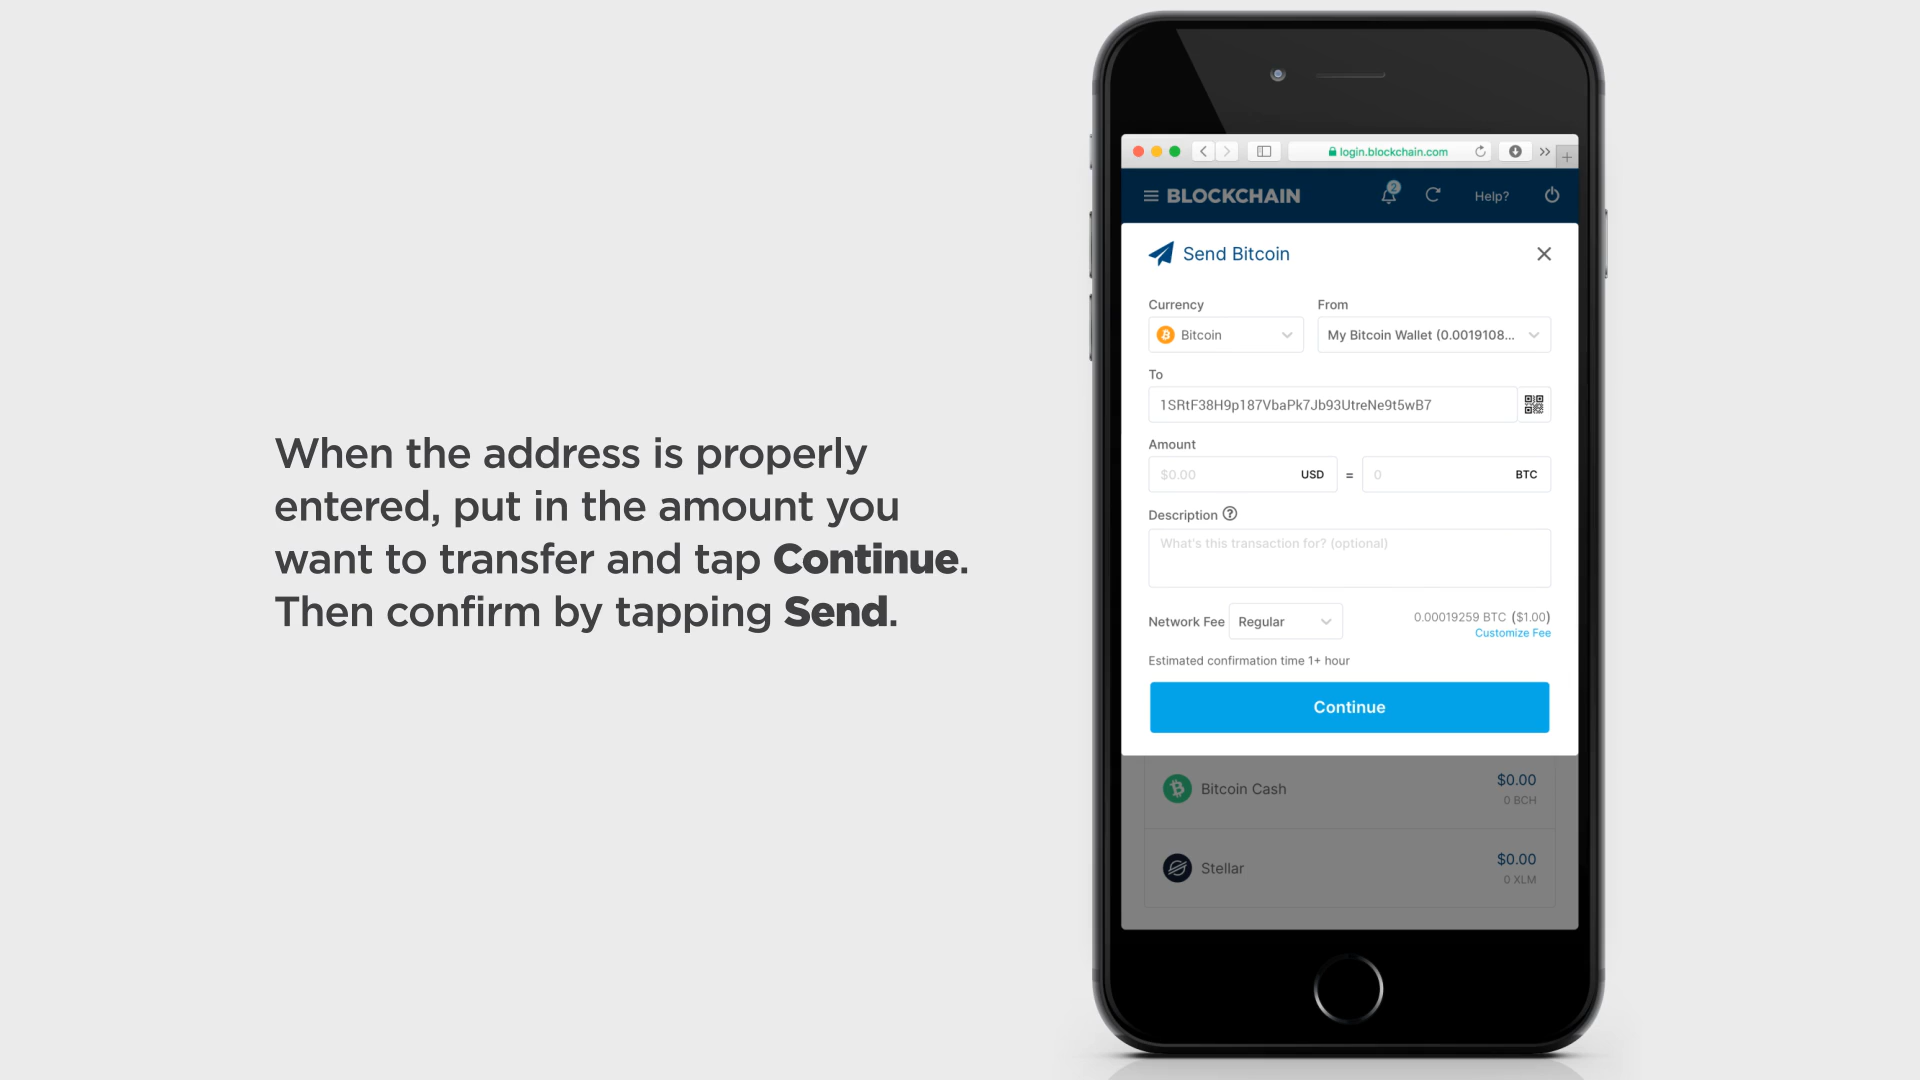 When the address is properly
entered, put in the amount you
want to transfer and tap Continue.
Then confirm by tapping Send.
login.blockchain.com
BLOCKCHAIN
2
Help?
Send Bitcoin
Currency
From
Bitcoin
My Bitcoin Wallet (0.0019108...
To
1SRtF38H9p187VbaPk7Jb93UtreNe9t5wB7
Amount
$0.00 USD = 0 BTC
Description
What's this transaction for? (optional)
Network Fee Regular
0.00019259 BTC ($1.00)
Customize Fee
Estimated confirmation time 1+ hour
Continue
Bitcoin Cash
$0.00
0 BCH
Stellar
$0.00
0 XLM